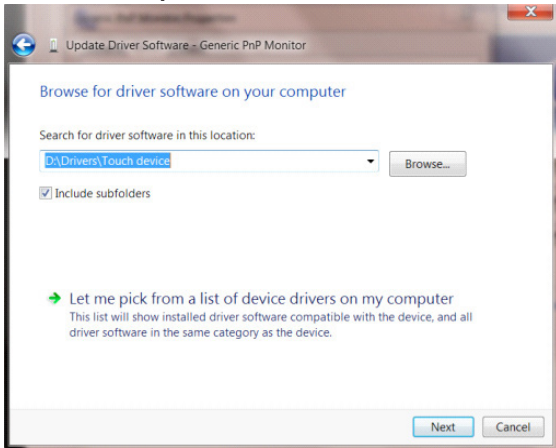 Update Driver Software - Generic PnP Monitor
Browse for driver software on your computer
Search for driver software in this location:
D:\Drivers\Touch device
Browse...
Include subfolders
Let me pick from a list of device drivers on my computer
This list will show installed driver software compatible with the device, and all
driver software in the same category as the device.
Next Cancel